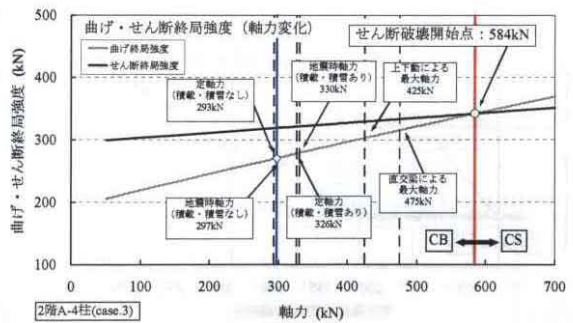 曲げ・せん断終局強度（軸力変化）
せん断破壊開始点：584kN
曲げ終局強度
せん断終局強度
定軸力
（積載・積雪なし）
293kN
地震時軸力
（積載・積雪あり）
330kN
上下動による
最大軸力
425kN
地震時軸力
（積載・積雪なし）
297kN
定軸力
（積載・積雪あり）
326kN
直交梁による
最大軸力
475kN
CB
CS
曲げ・せん断終局強度 (kN)
500
400
300
200
100
0
100
200
300
400
500
600
700
軸力 (kN)
2階A-4柱(case.3)